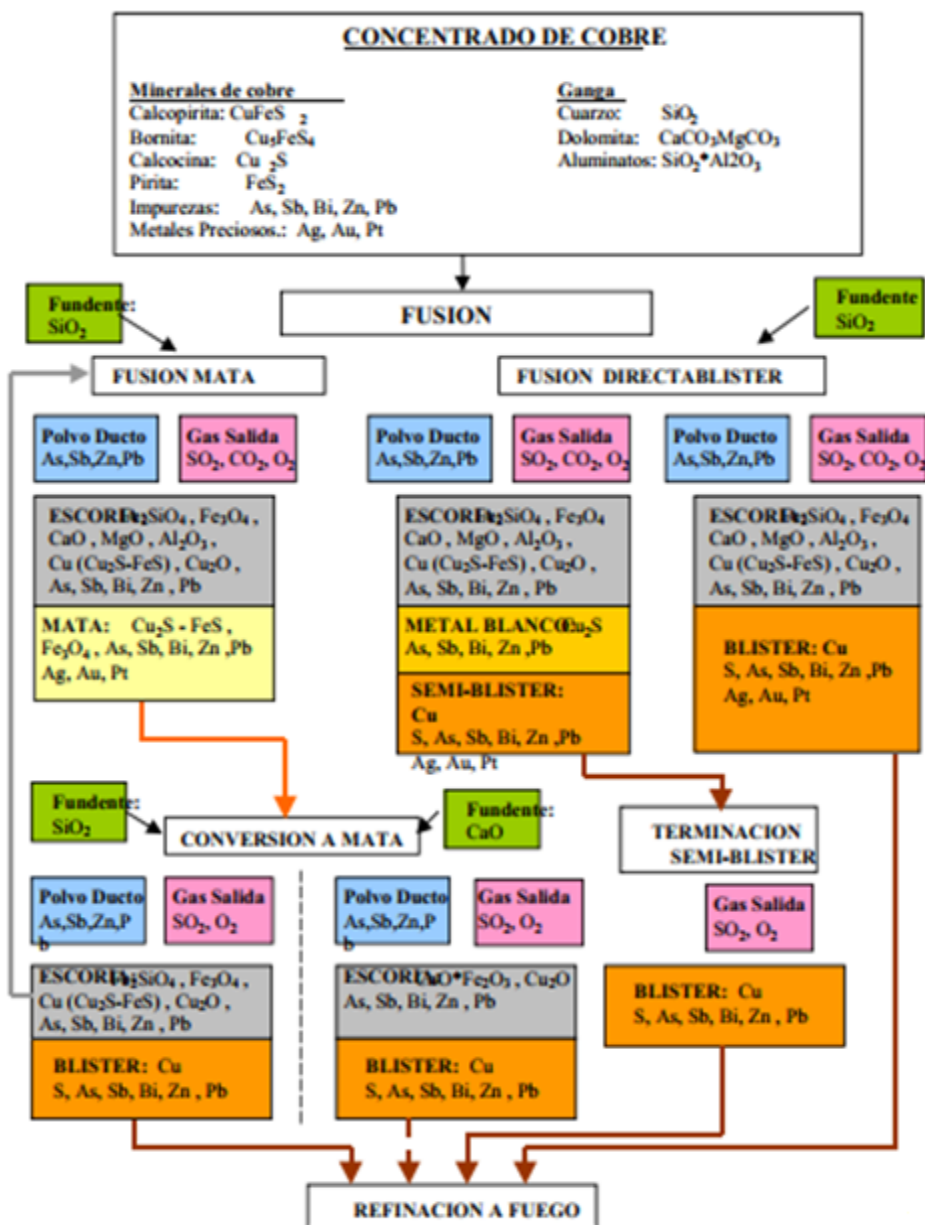 CONCENTRADO DE COBRE
Minerales de cobre
Calcopirita: CuFeS 2
Bornita: Cu5FeS4
Calcocina: Cu 2S
Pirita: FeS2
Impurezas: As, Sb, Bi, Zn, Pb
Metales Preciosos.: Ag, Au, Pt
Ganga
Cuarzo: SiO2
Dolomita: CaCO3MgCO3
Aluminatos: SiO2*Al2O3
FUSION
Fundente:
SiO2
Fundente
SiO2
FUSION MATA
FUSION DIRECTABLISTER
Polvo Ducto
As,Sb,Zn,Pb
Gas Salida
SO2, CO2, O2
Polvo Ducto
As,Sb,Zn,Pb
Gas Salida
SO2, CO2, O2
Polvo Ducto
As,Sb,Zn,Pb
Gas Salida
SO2, CO2, O2
ESCORIA: Fe2SiO4 , Fe3O4 ,
CaO , MgO , Al2O3 ,
Cu (Cu2S-FeS) , Cu2O ,
As, Sb, Bi, Zn , Pb
MATA: Cu2S - FeS ,
Fe3O4 , As, Sb, Bi, Zn ,Pb
Ag, Au, Pt
ESCORIA: Fe2SiO4 , Fe3O4
CaO , MgO , Al2O3 ,
Cu (Cu2S-FeS) , Cu2O ,
As, Sb, Bi, Zn , Pb
METAL BLANCO: Cu2S
As, Sb, Bi, Zn ,Pb
SEMI-BLISTER:
Cu
S, As, Sb, Bi, Zn ,Pb
Ag, Au, Pt
ESCORIA: Fe2SiO4 , Fe3O4
CaO , MgO , Al2O3 ,
Cu (Cu2S-FeS) , Cu2O ,
As, Sb, Bi, Zn , Pb
BLISTER: Cu
S, As, Sb, Bi, Zn ,Pb
Ag, Au, Pt
Fundente:
SiO2
CONVERSION A MATA
Fundente:
CaO
TERMINACION
SEMI-BLISTER
Polvo Ducto
As,Sb,Zn,P
b
Gas Salida
SO2, O2
Polvo Ducto
As,Sb,Zn,P
b
Gas Salida
SO2, O2
Gas Salida
SO2, O2
ESCORIA: Fe2SiO4 , Fe3O4 ,
Cu (Cu2S-FeS) , Cu2O ,
As, Sb, Bi, Zn , Pb
BLISTER: Cu
S, As, Sb, Bi, Zn , Pb
ESCORIA: CaO*Fe2O3 , Cu2O
As, Sb, Bi, Zn , Pb
BLISTER: Cu
S, As, Sb, Bi, Zn , Pb
BLISTER: Cu
S, As, Sb, Bi, Zn , Pb
REFINACION A FUEGO